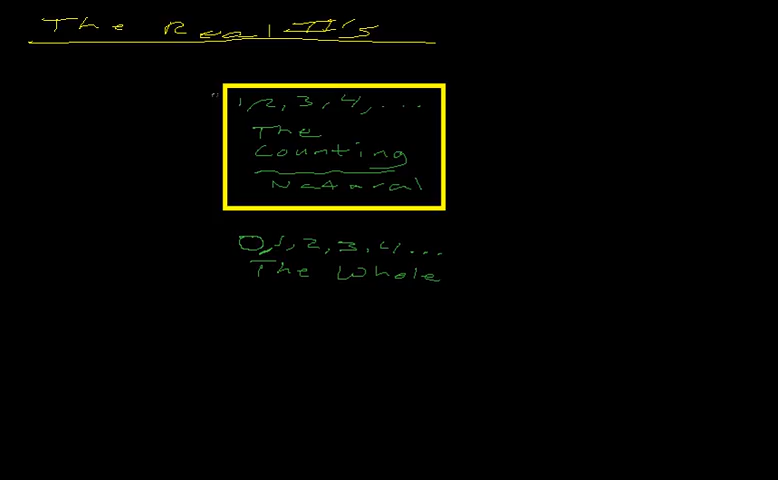 The Real #'s
1, 2, 3, 4, ...
The
Counting
Natural
0, 1, 2, 3, 4, ...
The Whole